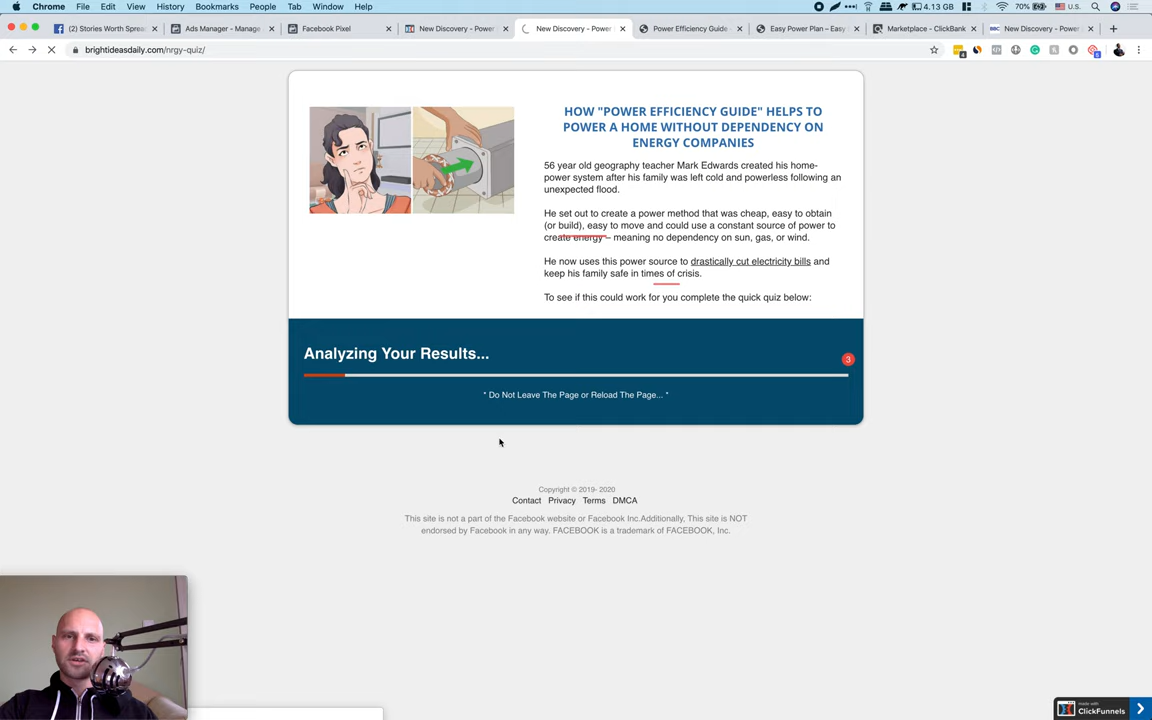 Chrome File Edit View History Bookmarks People Tab Window Help 4.13 GB 70% U.S.
(2) Stories Worth Spread
Ads Manager - Manage
Facebook Pixel
New Discovery - Power
New Discovery - Power
Power Efficiency Guide -
Easy Power Plan – Easy
Marketplace - ClickBank
New Discovery - Power
brightideasdaily.com/nrgy-quiz/
HOW "POWER EFFICIENCY GUIDE" HELPS TO
POWER A HOME WITHOUT DEPENDENCY ON
ENERGY COMPANIES
56 year old geography teacher Mark Edwards created his home-
power system after his family was left cold and powerless following an
unexpected flood.
He set out to create a power method that was cheap, easy to obtain
(or build), easy to move and could use a constant source of power to
create energy – meaning no dependency on sun, gas, or wind.
He now uses this power source to drastically cut electricity bills and
keep his family safe in times of crisis.
To see if this could work for you complete the quick quiz below:
Analyzing Your Results...
3
* Do Not Leave The Page or Reload The Page... *
Copyright © 2019- 2020
Contact Privacy Terms DMCA
This site is not a part of the Facebook website or Facebook Inc.Additionally, This site is NOT
endorsed by Facebook in any way. FACEBOOK is a trademark of FACEBOOK, Inc.
made with
ClickFunnels